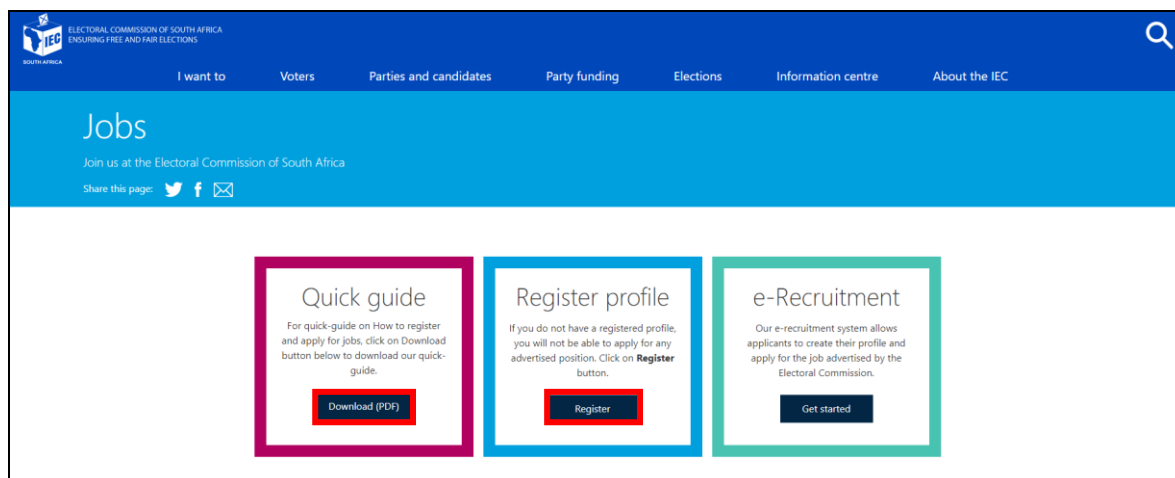 IEC
SOUTH AFRICA
ELECTORAL COMMISSION OF SOUTH AFRICA
ENSURING FREE AND FAIR ELECTIONS
I want to Voters Parties and candidates Party funding Elections Information centre About the IEC
Jobs
Join us at the Electoral Commission of South Africa
Share this page:
Quick guide
For quick-guide on How to register
and apply for jobs, click on Download
button below to download our quick-
guide.
Download (PDF)
Register profile
If you do not have a registered profile,
you will not be able to apply for any
advertised position. Click on Register
button.
Register
e-Recruitment
Our e-recruitment system allows
applicants to create their profile and
apply for the job advertised by the
Electoral Commission.
Get started